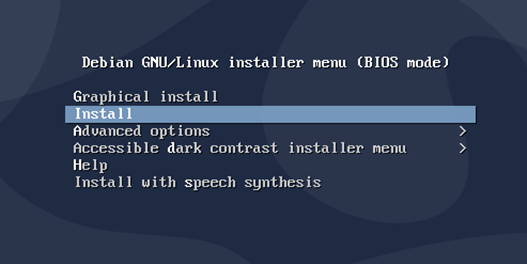 Debian GNU/Linux installer menu (BIOS mode)
Graphical install
Install
Advanced options >
Accessible dark contrast installer menu >
Help
Install with speech synthesis